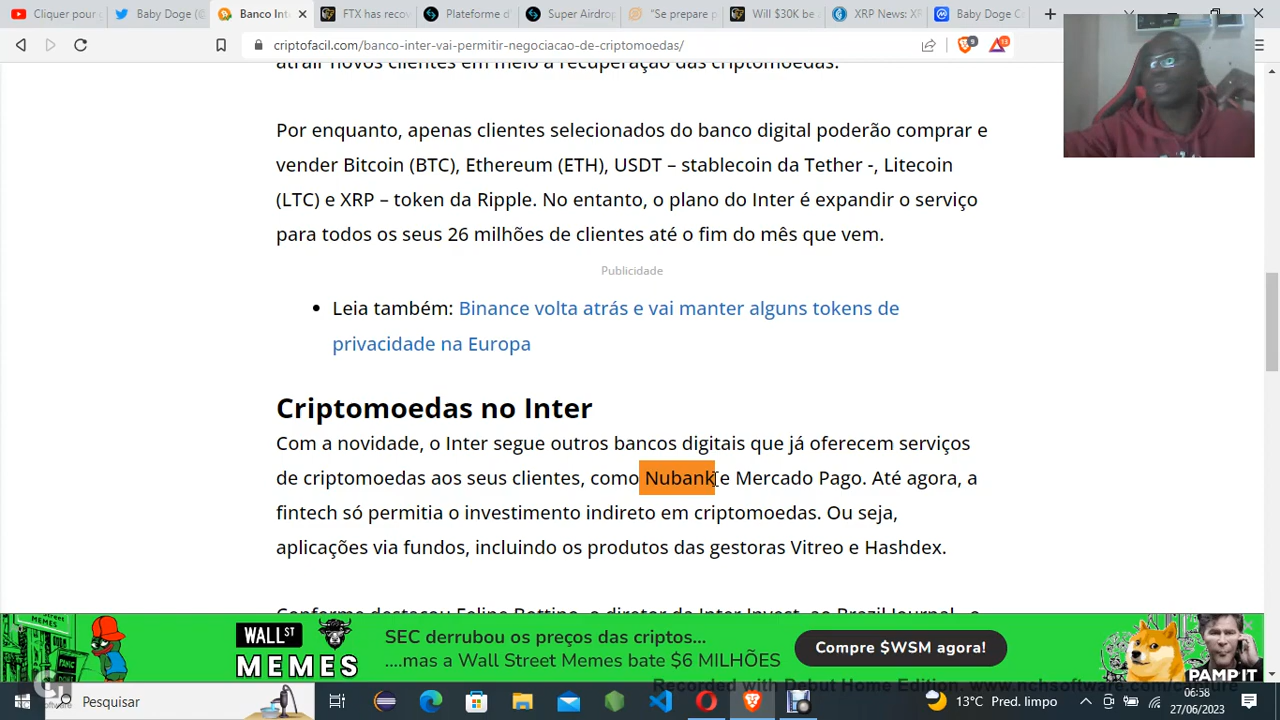 Cliquer pour
Baby Doge (
Banco Int
FTX has reco
Plateforme d
Super Airdrop
"Se prepare p
Will $30K be
XRP News: XR
Baby Doge C
criptofacil.com/banco-inter-vai-permitir-negociacao-de-criptomoedas/
9
13
atrair novos clientes em meio à recuperação das criptomoedas.
Por enquanto, apenas clientes selecionados do banco digital poderão comprar e
vender Bitcoin (BTC), Ethereum (ETH), USDT – stablecoin da Tether -, Litecoin
(LTC) e XRP – token da Ripple. No entanto, o plano do Inter é expandir o serviço
para todos os seus 26 milhões de clientes até o fim do mês que vem.
Publicidade
• Leia também: Binance volta atrás e vai manter alguns tokens de
privacidade na Europa
Criptomoedas no Inter
Com a novidade, o Inter segue outros bancos digitais que já oferecem serviços
de criptomoedas aos seus clientes, como Nubank e Mercado Pago. Até agora, a
fintech só permitia o investimento indireto em criptomoedas. Ou seja,
aplicações via fundos, incluindo os produtos das gestoras Vitreo e Hashdex.
MEMES
PANIC
WALL ST
MEMES
SEC derrubou os preços das criptos...
....mas a Wall Street Memes bate $6 MILHÕES
Compre $WSM agora!
PUMP IT
Recorded with Debut Home Edition. www.nchsoftware.com/capture
Pesquisar
13°C Pred. limpo
06:58
27/06/2023